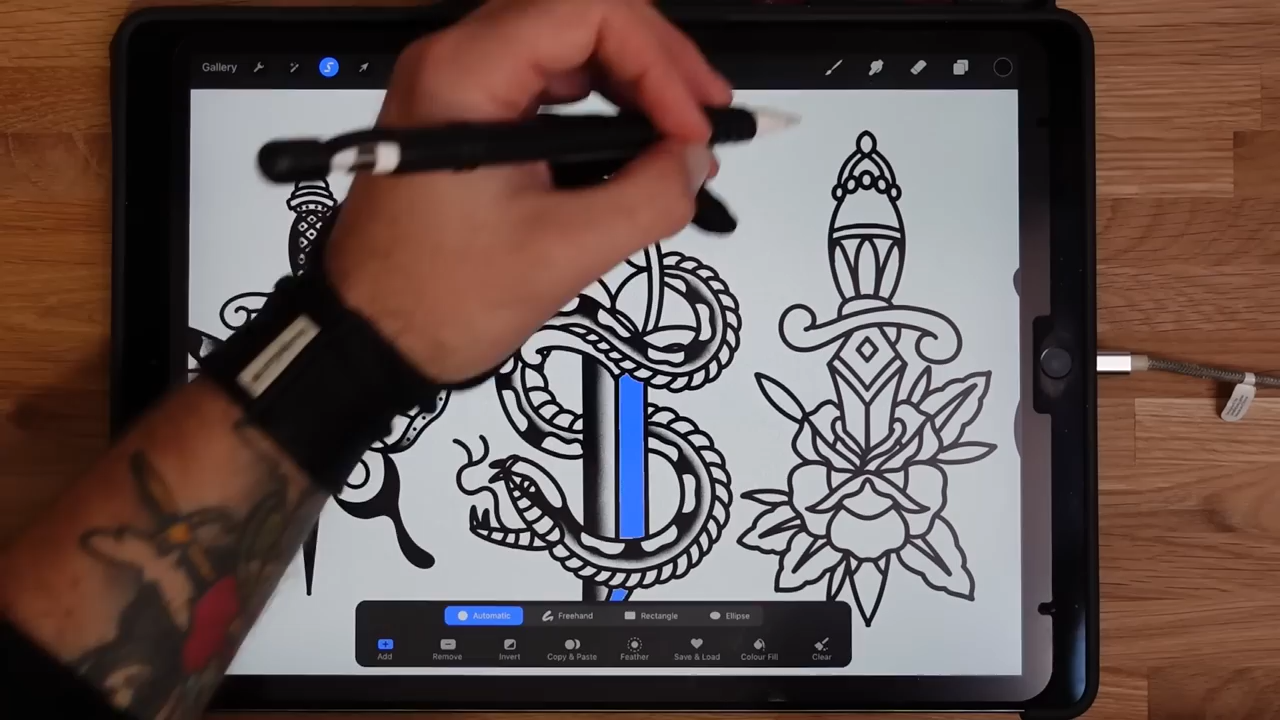 Gallery
Automatic Freehand Rectangle Ellipse
Add Remove Invert Copy & Paste Feather Save & Load Colour Fill Clear